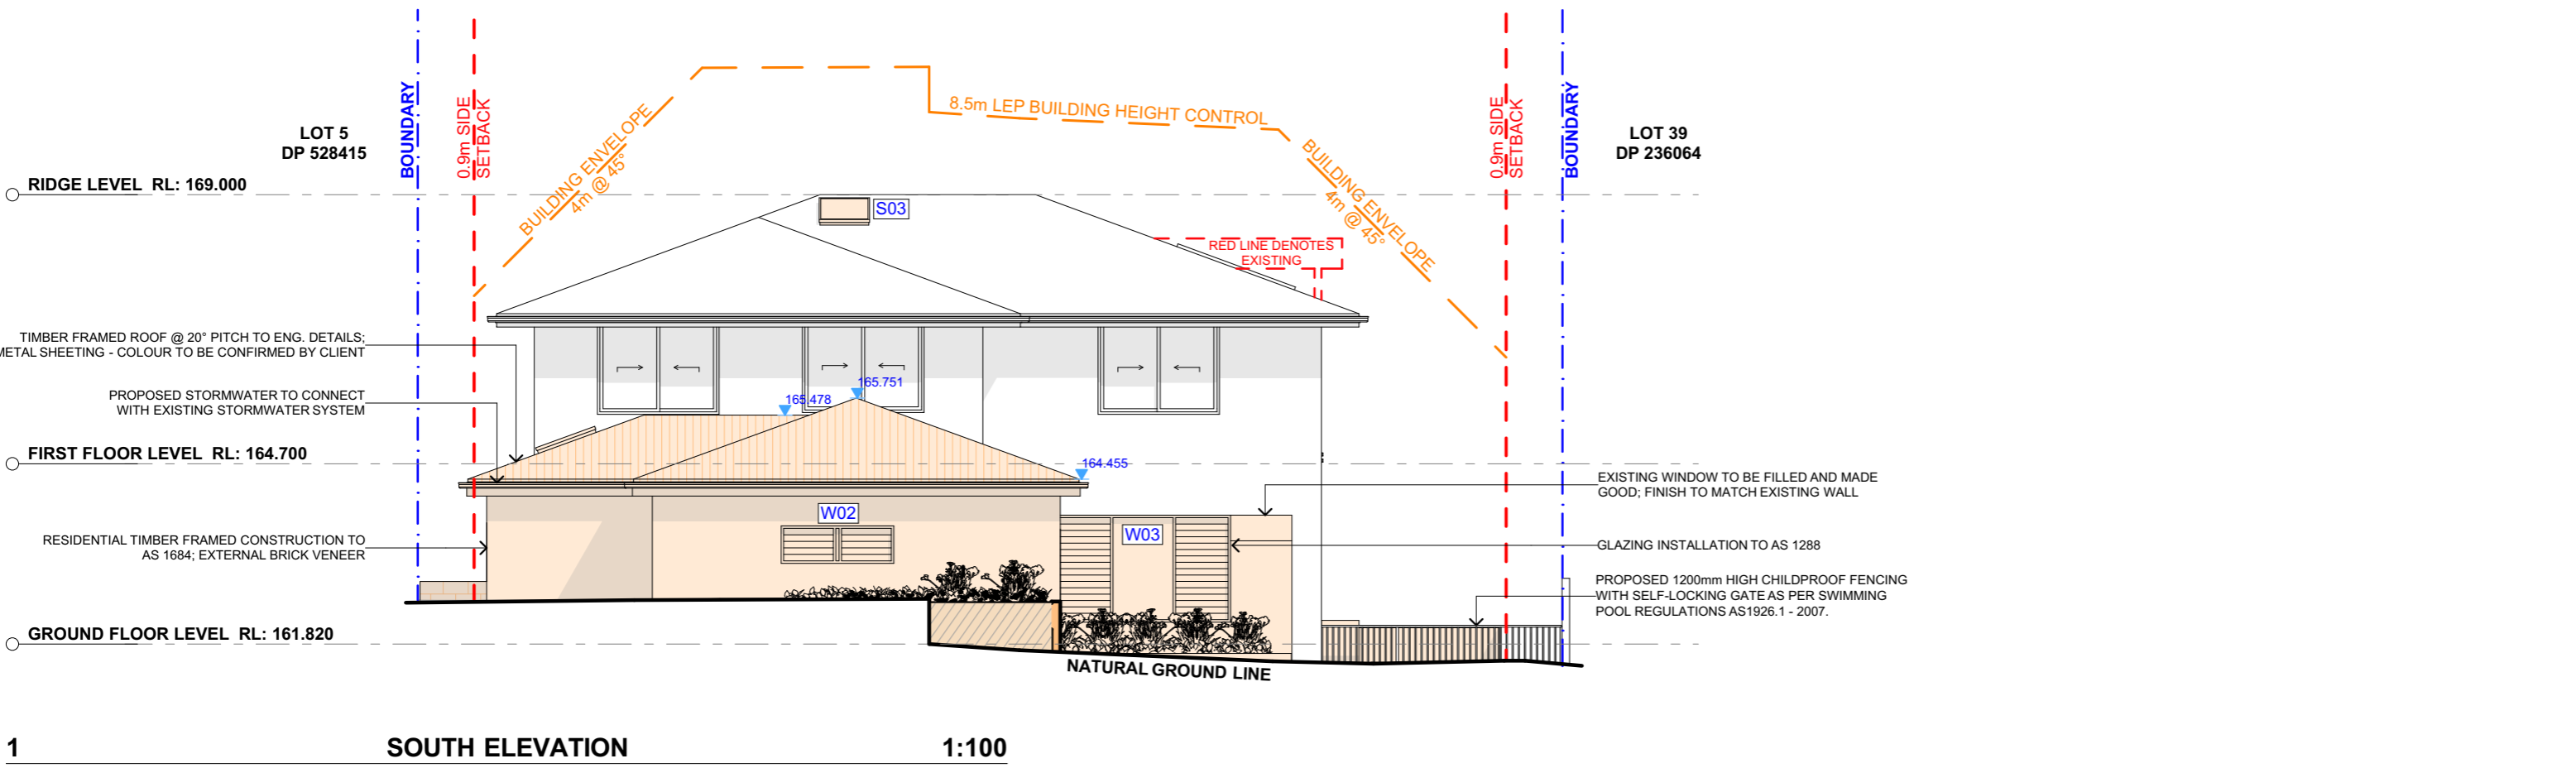 BOUNDARY
0.9m SIDE
SETBACK
LOT 5
DP 528415
BUILDING ENVELOPE
4m @ 45°
8.5m LEP BUILDING HEIGHT CONTROL
BUILDING ENVELOPE
4m @ 45°
0.9m SIDE
SETBACK
BOUNDARY
LOT 39
DP 236064
RIDGE LEVEL RL: 169.000
S03
RED LINE DENOTES
EXISTING
TIMBER FRAMED ROOF @ 20° PITCH TO ENG. DETAILS;
METAL SHEETING - COLOUR TO BE CONFIRMED BY CLIENT
PROPOSED STORMWATER TO CONNECT
WITH EXISTING STORMWATER SYSTEM
165.751
165.478
FIRST FLOOR LEVEL RL: 164.700
164.455
EXISTING WINDOW TO BE FILLED AND MADE
GOOD; FINISH TO MATCH EXISTING WALL
W02
W03
RESIDENTIAL TIMBER FRAMED CONSTRUCTION TO
AS 1684; EXTERNAL BRICK VENEER
GLAZING INSTALLATION TO AS 1288
PROPOSED 1200mm HIGH CHILDPROOF FENCING
WITH SELF-LOCKING GATE AS PER SWIMMING
POOL REGULATIONS AS1926.1 - 2007.
GROUND FLOOR LEVEL RL: 161.820
NATURAL GROUND LINE
1 SOUTH ELEVATION 1:100